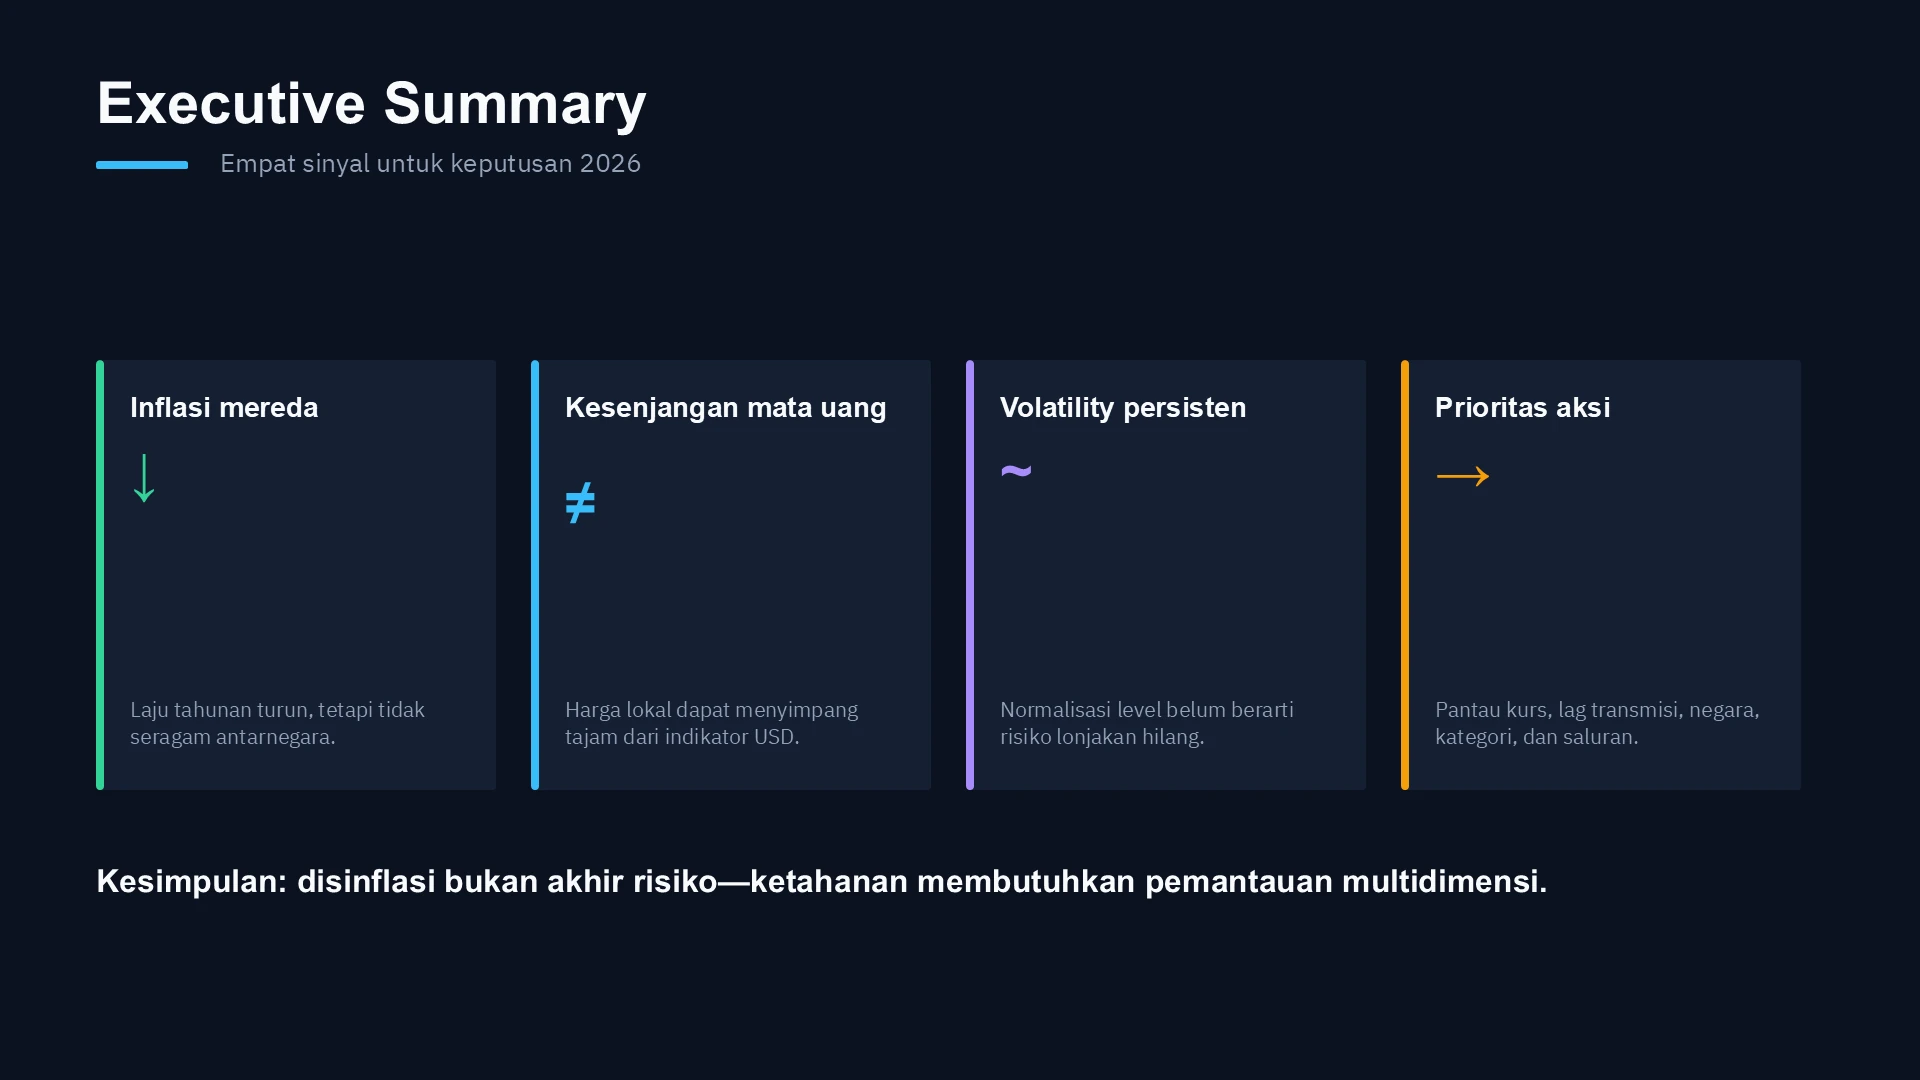 Executive Summary
Empat sinyal untuk keputusan 2026
Inflasi mereda
↓
Laju tahunan turun, tetapi tidak
seragam antarnegara.
Kesenjangan mata uang
≠
Harga lokal dapat menyimpang
tajam dari indikator USD.
Volatility persisten
~
Normalisasi level belum berarti
risiko lonjakan hilang.
Prioritas aksi
→
Pantau kurs, lag transmisi, negara,
kategori, dan saluran.
Kesimpulan: disinflasi bukan akhir risiko—ketahanan membutuhkan pemantauan multidimensi.